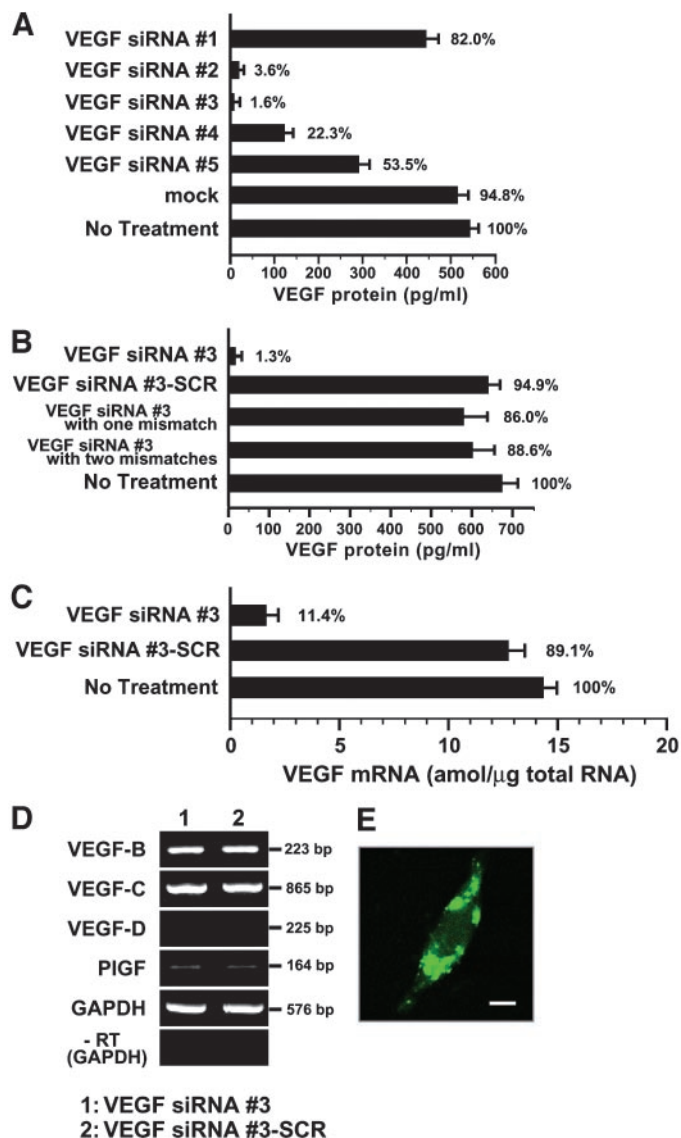 A
VEGF siRNA #1
82.0%
VEGF siRNA #2
3.6%
VEGF siRNA #3
1.6%
VEGF siRNA #4
22.3%
VEGF siRNA #5
53.5%
mock
94.8%
No Treatment
100%
0 100 200 300 400 500 600
VEGF protein (pg/ml)
B
VEGF siRNA #3
1.3%
VEGF siRNA #3-SCR
94.9%
VEGF siRNA #3
with one mismatch
86.0%
VEGF siRNA #3
with two mismatches
88.6%
No Treatment
100%
0 100 200 300 400 500 600 700
VEGF protein (pg/ml)
C
VEGF siRNA #3
11.4%
VEGF siRNA #3-SCR
89.1%
No Treatment
100%
0 5 10 15 20
VEGF mRNA (amol/μg total RNA)
D
1 2
VEGF-B
223 bp
VEGF-C
865 bp
VEGF-D
225 bp
PlGF
164 bp
GAPDH
576 bp
- RT
(GAPDH)
1: VEGF siRNA #3
2: VEGF siRNA #3-SCR
E